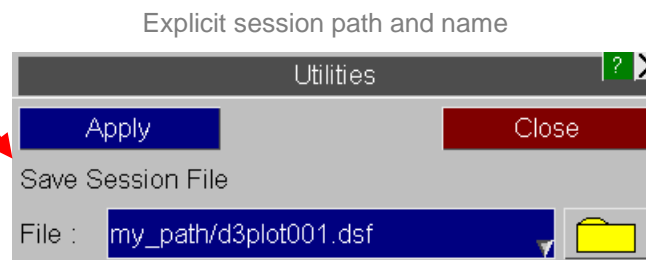 Explicit session path and name
Utilities
?
X
Apply
Close
Save Session File
File :
my_path/d3plot001.dsf